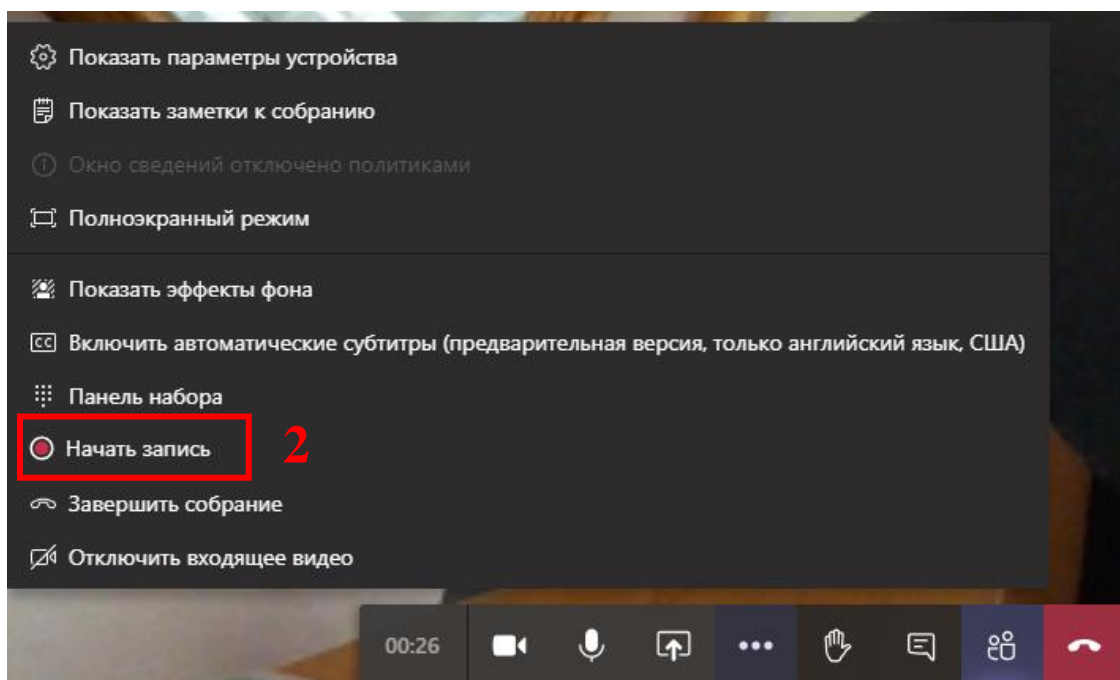 Показать параметры устройства
Показать заметки к собранию
Окно сведений отключено политиками
Полноэкранный режим
Показать эффекты фона
CC Включить автоматические субтитры (предварительная версия, только английский язык, США)
Панель набора
Начать запись 2
Завершить собрание
Отключить входящее видео
00:26